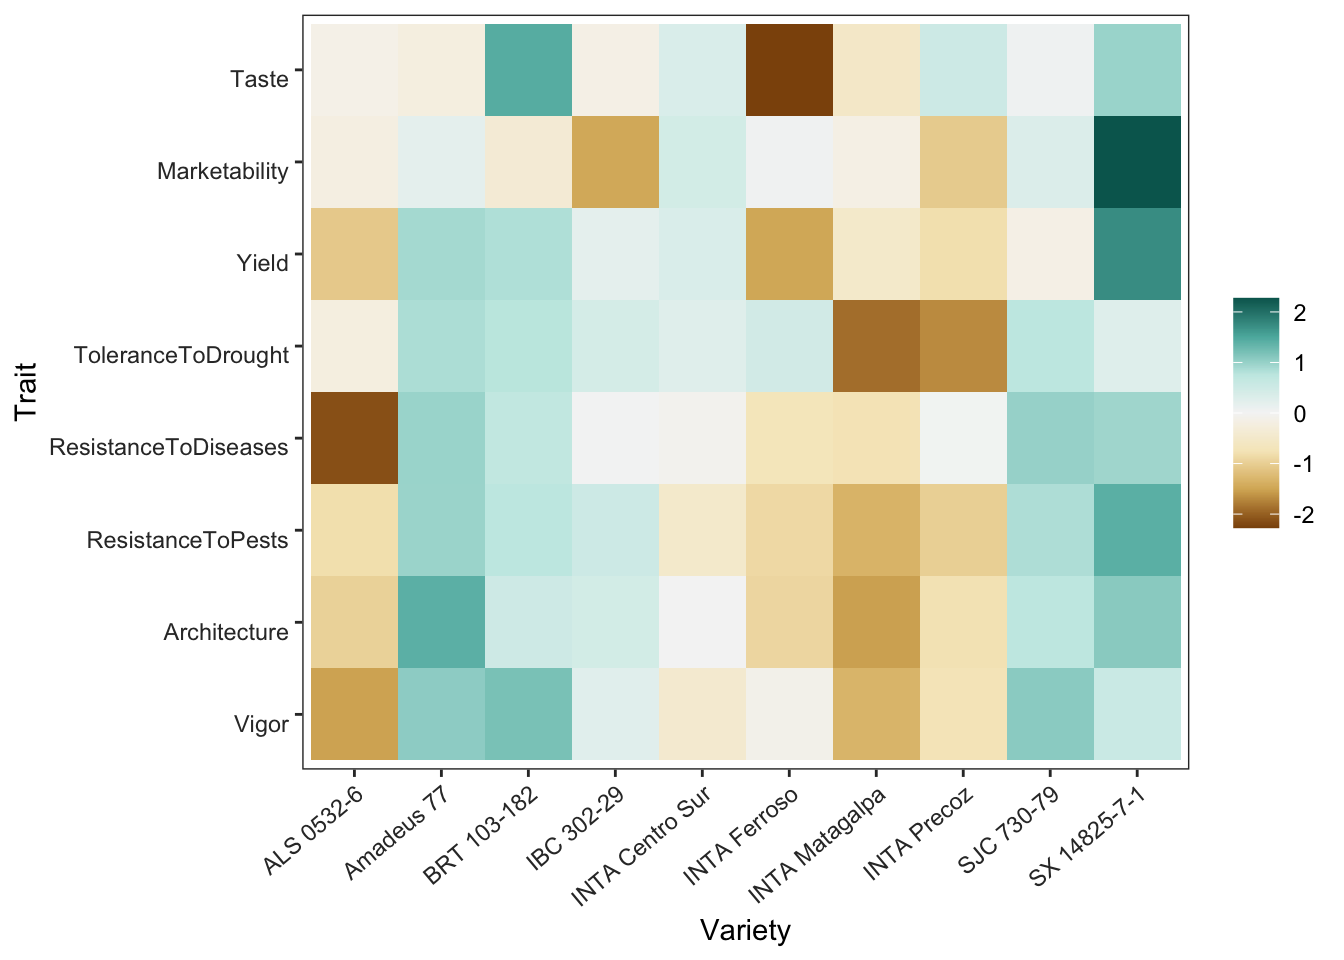 Taste
Marketability
Yield
ToleranceToDrought
ResistanceToDiseases
ResistanceToPests
Architecture
Vigor
Trait
2
1
0
-1
-2
ALS 0532-6
Amadeus 77
BRT 103-182
IBC 302-29
INTA Centro Sur
INTA Ferroso
INTA Matagalpa
INTA Precoz
SJC 730-79
SX 14825-7-1
Variety